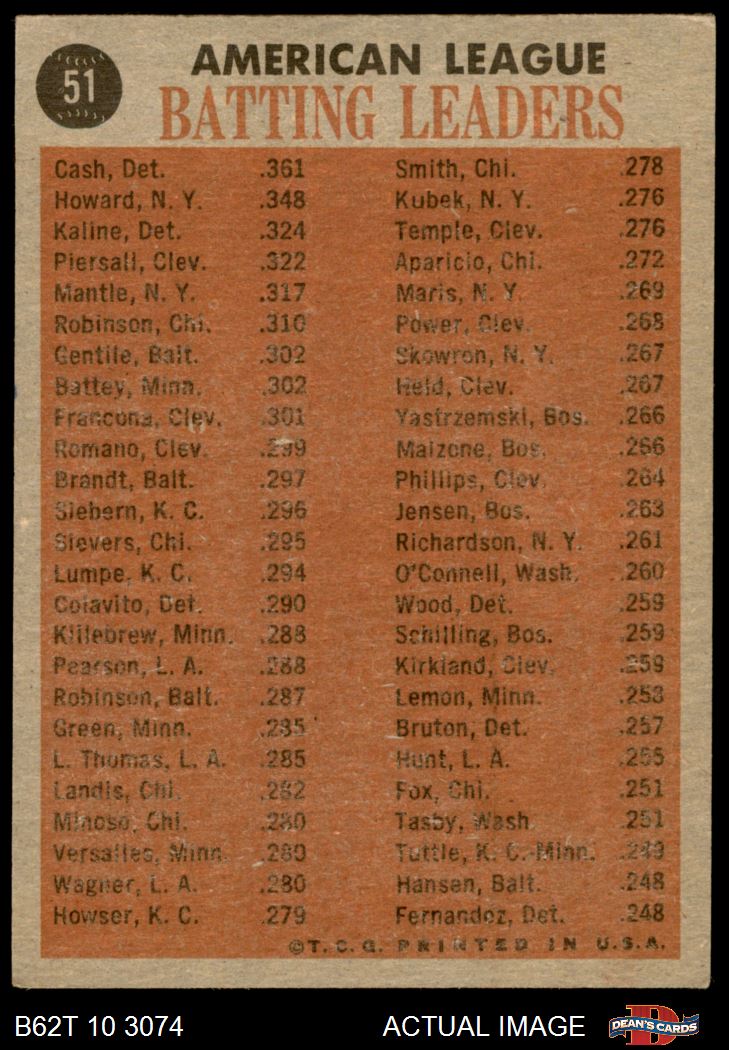 51
AMERICAN LEAGUE
BATTING LEADERS
Cash, Det. .361
Howard, N. Y. .348
Kaline, Det. .324
Piersall, Clev. .322
Mantle, N. Y. .317
Robinson, Chi. .310
Gentile, Balt. .302
Battey, Minn. .302
Francona, Clev. .301
Romano, Clev. .299
Brandt, Balt. .297
Siebern, K. C. .296
Sievers, Chi. .295
Lumpe, K. C. .294
Colavito, Det. .290
Killebrew, Minn. .288
Pearson, L. A. .288
Robinson, Balt. .287
Green, Minn. .285
L. Thomas, L. A. .285
Landis, Chi. .282
Minoso, Chi. .280
Versalles, Minn. .280
Wagner, L. A. .280
Howser, K. C. .279
Smith, Chi. .278
Kubek, N. Y. .276
Temple, Clev. .276
Aparicio, Chi. .272
Maris, N. Y. .269
Power, Clev. .268
Skowron, N. Y. .267
Held, Clev. .267
Yastrzemski, Bos. .266
Malzone, Bos. .266
Phillips, Clev. .264
Jensen, Bos. .263
Richardson, N. Y. .261
O'Connell, Wash. .260
Wood, Det. .259
Schilling, Bos. .259
Kirkland, Clev. .259
Lemon, Minn. .258
Bruton, Det. .257
Hunt, L. A. .255
Fox, Chi. .251
Tasby, Wash. .251
Tuttle, K. C.-Minn. .249
Hansen, Balt. .248
Fernandez, Det. .248
©T. C. G. PRINTED IN U.S.A.
B62T 10 3074 ACTUAL IMAGE DEAN'S CARDS